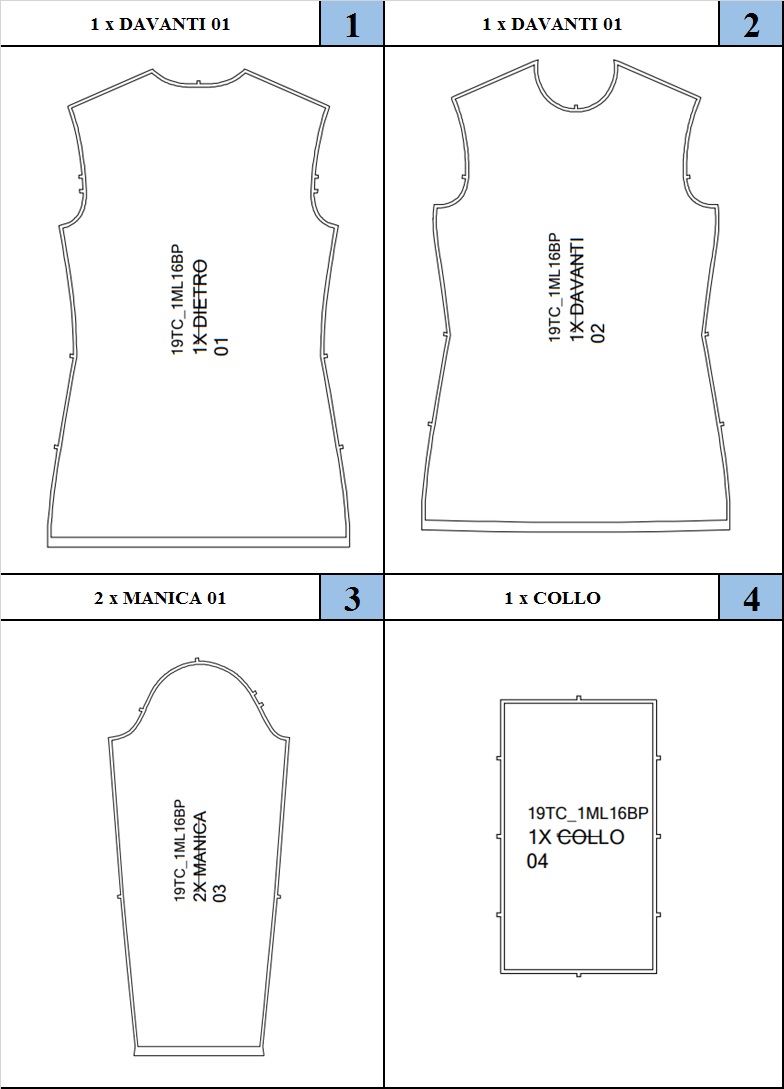 1 x DAVANTI 01
1
1 x DAVANTI 01
2
19TC_1ML16BP
1X DIETRO
01
19TC_1ML16BP
1X DAVANTI
02
2 x MANICA 01
3
1 x COLLO
4
19TC_1ML16BP
2X MANICA
03
19TC_1ML16BP
1X COLLO
04